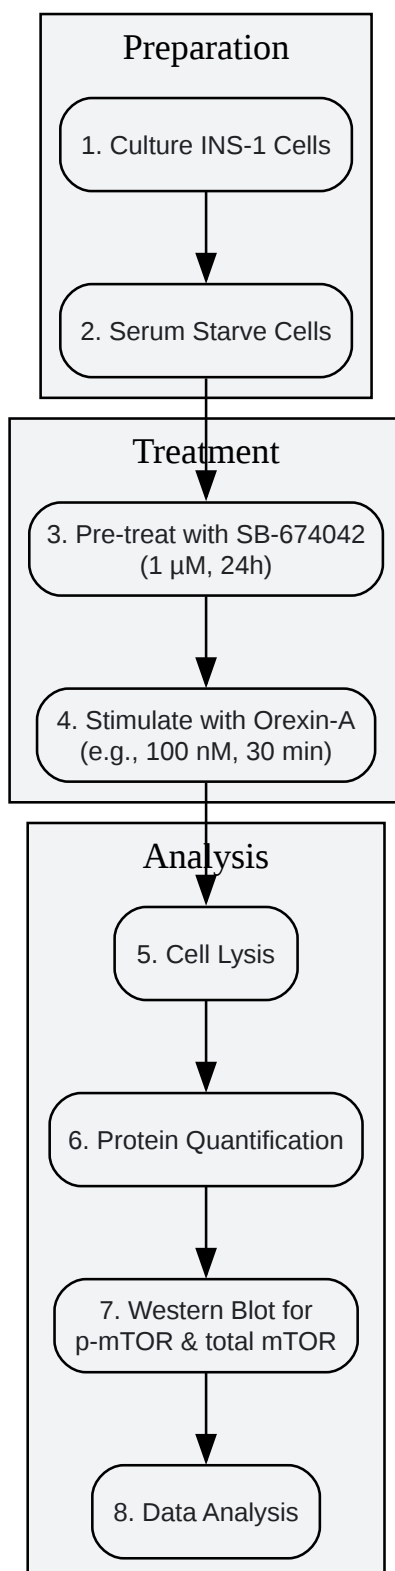 Preparation
1. Culture INS-1 Cells
2. Serum Starve Cells
Treatment
3. Pre-treat with SB-674042
(1 µM, 24h)
4. Stimulate with Orexin-A
(e.g., 100 nM, 30 min)
Analysis
5. Cell Lysis
6. Protein Quantification
7. Western Blot for
p-mTOR & total mTOR
8. Data Analysis